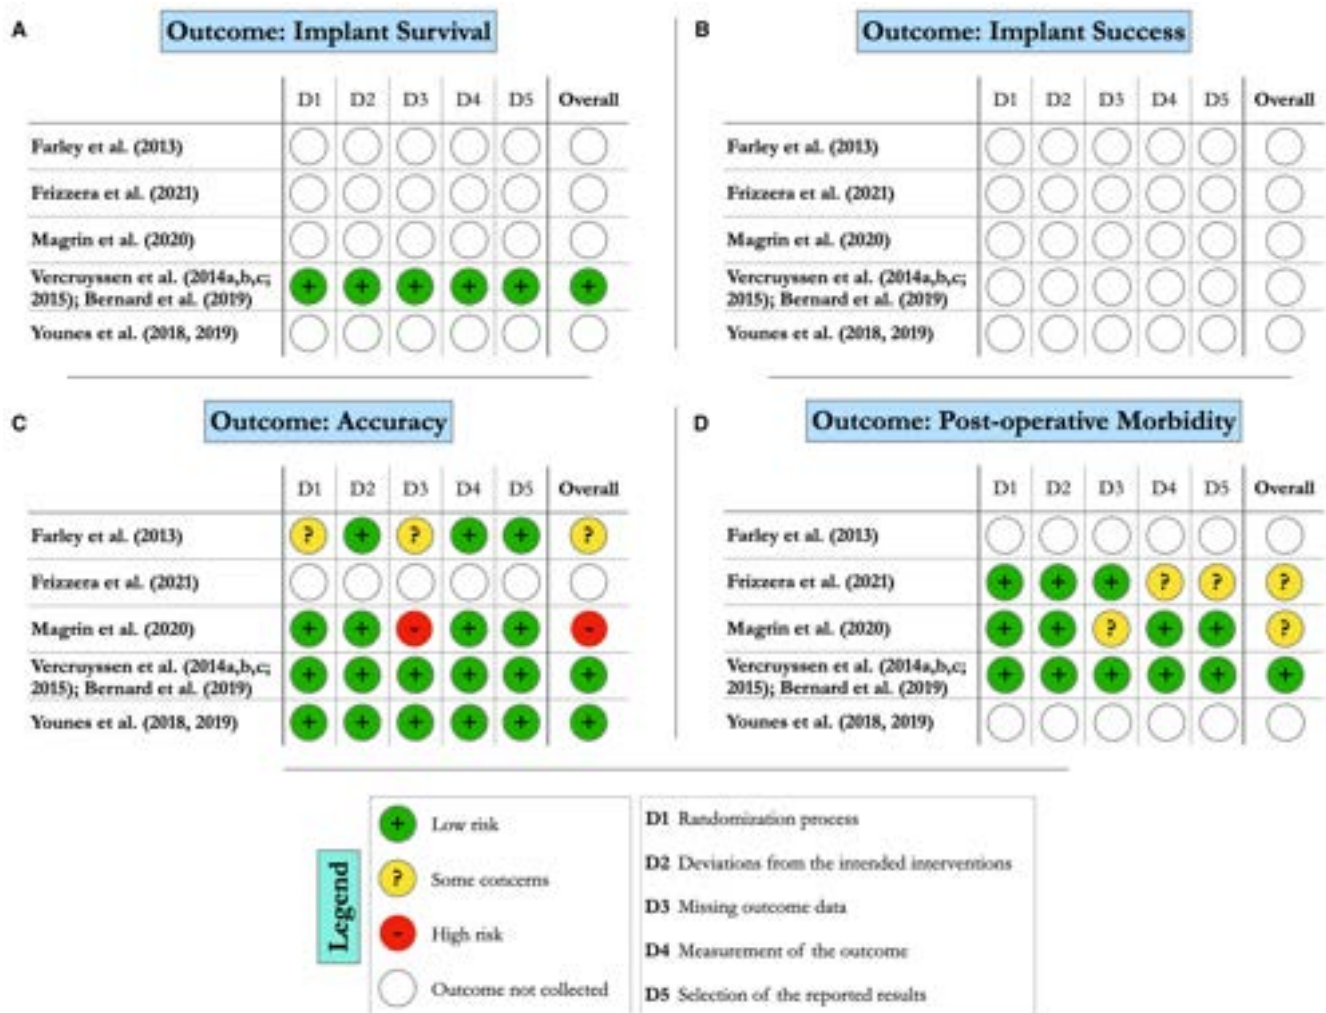 A
Outcome: Implant Survival
D1 D2 D3 D4 D5 Overall
Farley et al. (2013)
Frizzera et al. (2021)
Magrin et al. (2020)
Vercruyssen et al. (2014a,b,c;
2015); Bernard et al. (2019)
+ + + + + +
Younes et al. (2018, 2019)
B
Outcome: Implant Success
D1 D2 D3 D4 D5 Overall
Farley et al. (2013)
Frizzera et al. (2021)
Magrin et al. (2020)
Vercruyssen et al. (2014a,b,c;
2015); Bernard et al. (2019)
Younes et al. (2018, 2019)
C
Outcome: Accuracy
D1 D2 D3 D4 D5 Overall
Farley et al. (2013) ? + ? + + ?
Frizzera et al. (2021)
Magrin et al. (2020) + + - + + -
Vercruyssen et al. (2014a,b,c;
2015); Bernard et al. (2019)
+ + + + + +
Younes et al. (2018, 2019) + + + + + +
D
Outcome: Post-operative Morbidity
D1 D2 D3 D4 D5 Overall
Farley et al. (2013)
Frizzera et al. (2021) + + + ? ? ?
Magrin et al. (2020) + + ? + + ?
Vercruyssen et al. (2014a,b,c;
2015); Bernard et al. (2019)
+ + + + + +
Younes et al. (2018, 2019)
Legend
+ Low risk
? Some concerns
- High risk
Outcome not collected
D1 Randomization process
D2 Deviations from the intended interventions
D3 Missing outcome data
D4 Measurement of the outcome
D5 Selection of the reported results